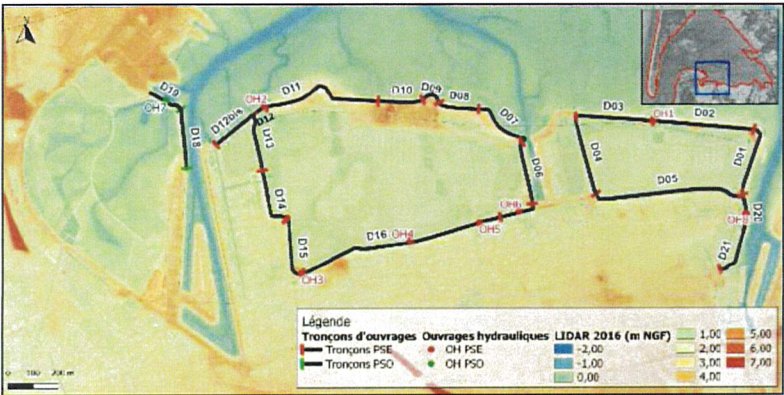 N
D19
OH7
D18
D12bis
OH2
D12
D11
D13
D14
D15
OH3
D16
OH4
OH5
OH6
D10
D09
D08
D07
D06
D03
OH1
D02
D04
D05
D01
D20
OH8
D21
Légende
Tronçons d'ouvrages Ouvrages hydrauliques LIDAR 2016 (m NGF)
Tronçons PSE OH PSE -2,00 1,00 5,00
Tronçons PSO OH PSO -1,00 2,00 6,00
0,00 3,00 7,00
4,00
0 100 200 m